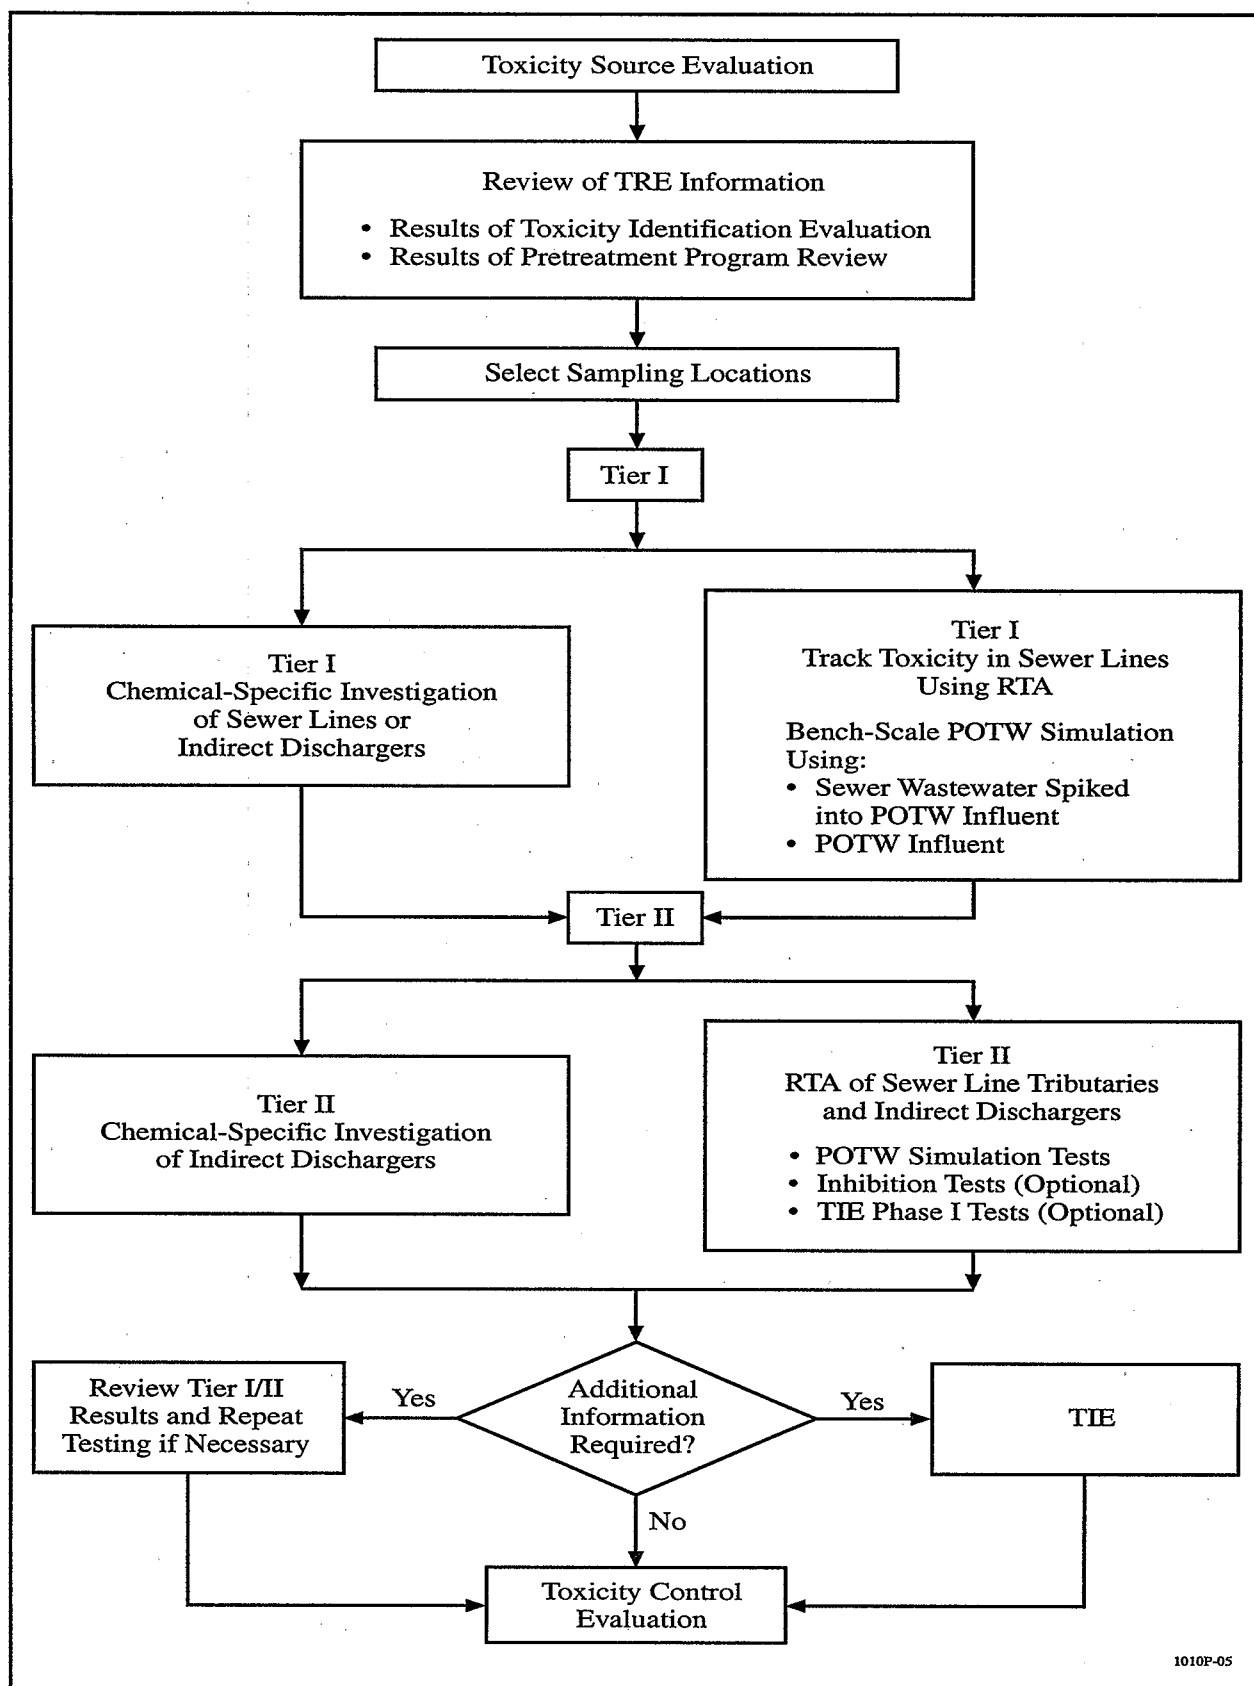 Toxicity Source Evaluation
Review of TRE Information
• Results of Toxicity Identification Evaluation
• Results of Pretreatment Program Review
Select Sampling Locations
Tier I
Tier I
Chemical-Specific Investigation
of Sewer Lines or
Indirect Dischargers
Tier I
Track Toxicity in Sewer Lines
Using RTA
Bench-Scale POTW Simulation
Using:
• Sewer Wastewater Spiked
into POTW Influent
• POTW Influent
Tier II
Tier II
Chemical-Specific Investigation
of Indirect Dischargers
Tier II
RTA of Sewer Line Tributaries
and Indirect Dischargers
• POTW Simulation Tests
• Inhibition Tests (Optional)
• TIE Phase I Tests (Optional)
Review Tier I/II
Results and Repeat
Testing if Necessary
Yes
Additional
Information
Required?
Yes
TIE
No
Toxicity Control
Evaluation
1010P-05